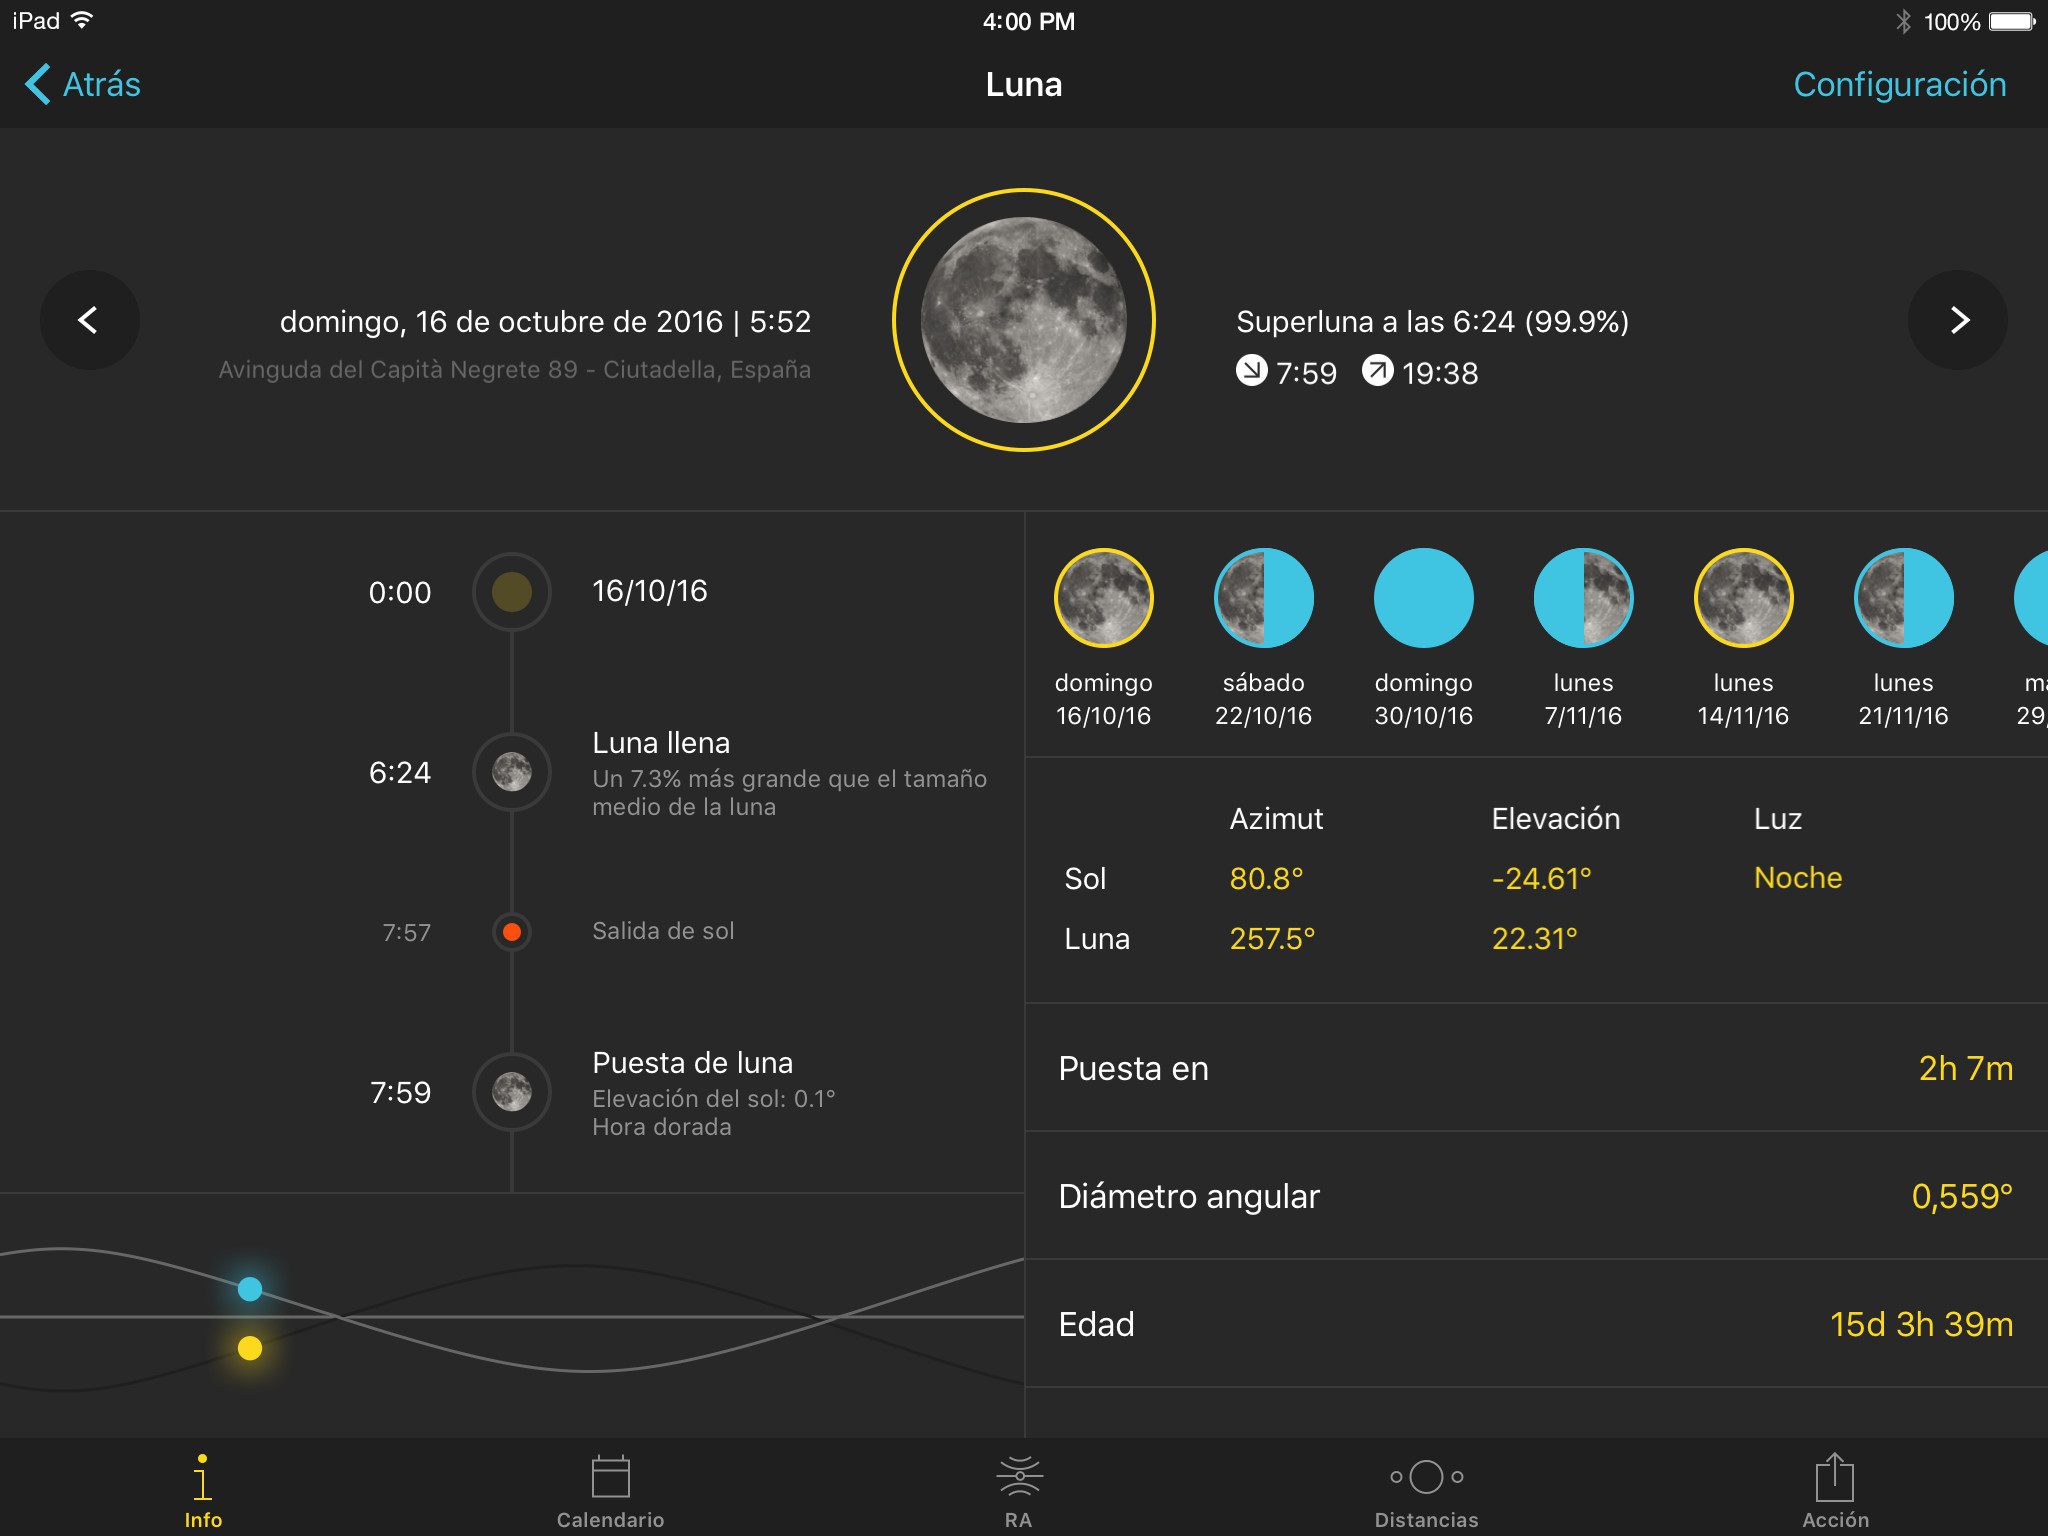 iPad
4:00 PM
100%
Atrás
Luna
Configuración
domingo, 16 de octubre de 2016 | 5:52
Avinguda del Capità Negrete 89 - Ciutadella, España
Superluna a las 6:24 (99.9%)
7:59 19:38
0:00 16/10/16
6:24 Luna llena
Un 7.3% más grande que el tamaño
medio de la luna
7:57 Salida de sol
7:59 Puesta de luna
Elevación del sol: 0.1°
Hora dorada
domingo
16/10/16
sábado
22/10/16
domingo
30/10/16
lunes
7/11/16
lunes
14/11/16
lunes
21/11/16
29/
Azimut Elevación Luz
Sol 80.8° -24.61° Noche
Luna 257.5° 22.31°
Puesta en 2h 7m
Diámetro angular 0,559°
Edad 15d 3h 39m
Info
Calendario
RA
Distancias
Acción